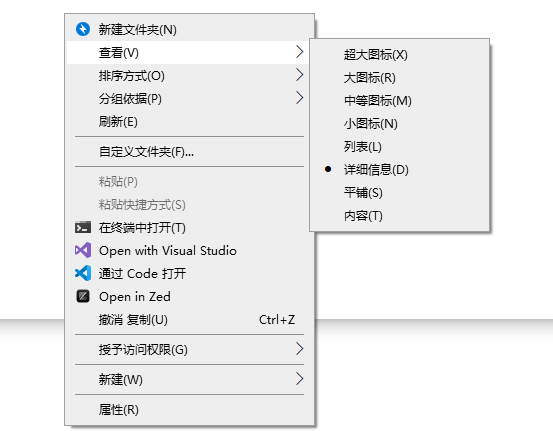 新建文件夹(N)
查看(V)
排序方式(O)
分组依据(P)
刷新(E)
自定义文件夹(F)...
粘贴(P)
粘贴快捷方式(S)
在终端中打开(T)
Open with Visual Studio
通过 Code 打开
Open in Zed
撤消 复制(U) Ctrl+Z
授予访问权限(G)
新建(W)
属性(R)
超大图标(X)
大图标(R)
中等图标(M)
小图标(N)
列表(L)
详细信息(D)
平铺(S)
内容(T)